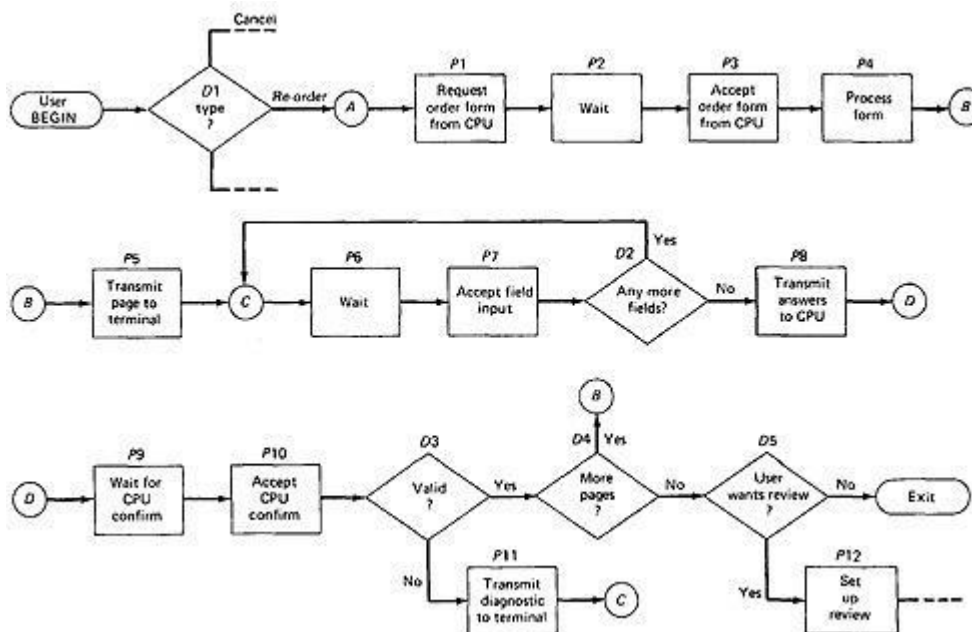 Cancel
User
BEGIN
D1
type
?
Re-order
A
P1
Request
order form
from CPU
P2
Wait
P3
Accept
order form
from CPU
P4
Process
form
B
B
P5
Transmit
page to
terminal
C
P6
Wait
P7
Accept field
input
D2
Any more
fields?
Yes
No
P8
Transmit
answers
to CPU
D
D
P9
Wait for
CPU
confirm
P10
Accept
CPU
confirm
D3
Valid
?
Yes
No
P11
Transmit
diagnostic
to terminal
C
B
D4
Yes
More
pages
?
No
D5
User
wants review
?
No
Exit
Yes
P12
Set
up
review